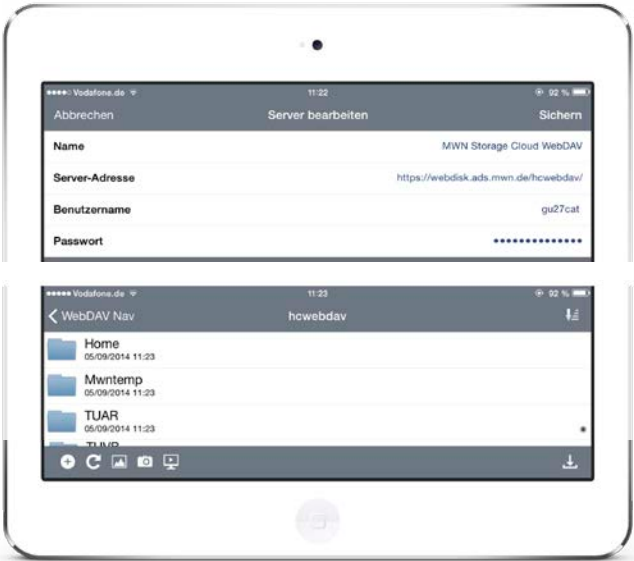 Vodafone.de 11:22 92 %
Abbrechen Server bearbeiten Sichern
Name MWN Storage Cloud WebDAV
Server-Adresse https://webdisk.ads.mwn.de/hcwebdav/
Benutzername gu27cat
Passwort ••••••••••••••
Vodafone.de 11:23 92 %
WebDAV Nav hcwebdav
Home
05/09/2014 11:23
Mwntemp
05/09/2014 11:23
TUAR
05/09/2014 11:23